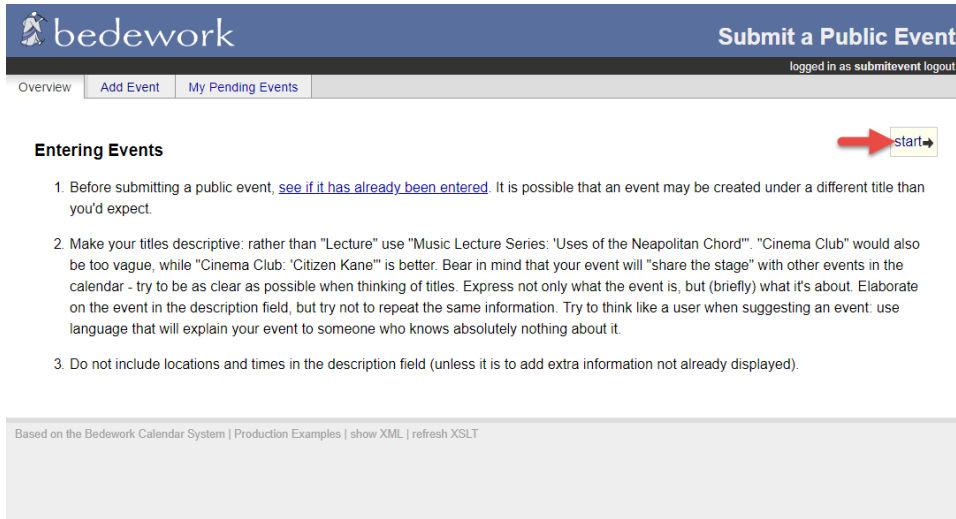 bedework
Submit a Public Event
logged in as submitevent logout
Overview Add Event My Pending Events
start
Entering Events
1. Before submitting a public event, see if it has already been entered. It is possible that an event may be created under a different title than
you'd expect.
2. Make your titles descriptive: rather than "Lecture" use "Music Lecture Series: 'Uses of the Neapolitan Chord'". "Cinema Club" would also
be too vague, while "Cinema Club: 'Citizen Kane'" is better. Bear in mind that your event will "share the stage" with other events in the
calendar - try to be as clear as possible when thinking of titles. Express not only what the event is, but (briefly) what it's about. Elaborate
on the event in the description field, but try not to repeat the same information. Try to think like a user when suggesting an event: use
language that will explain your event to someone who knows absolutely nothing about it.
3. Do not include locations and times in the description field (unless it is to add extra information not already displayed).
Based on the Bedework Calendar System | Production Examples | show XML | refresh XSLT